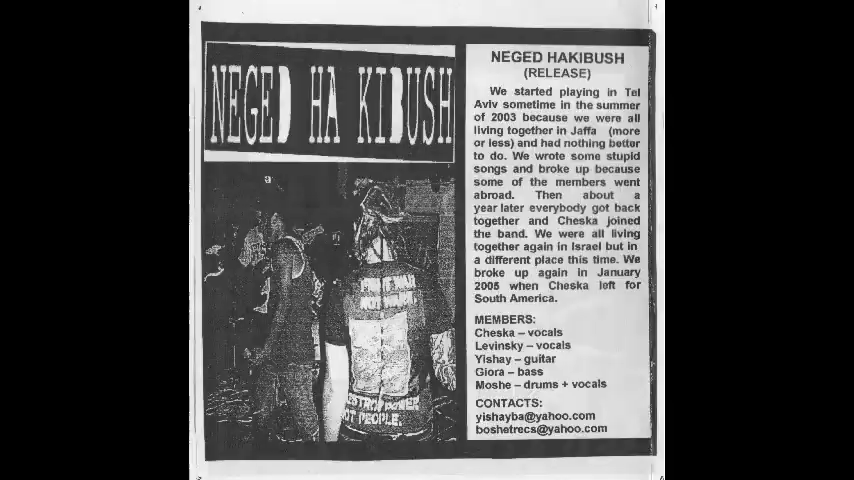 NEGED HA KIBUSH
NEGED HAKIBUSH
(RELEASE)
We started playing in Tel
Aviv sometime in the summer
of 2003 because we were all
living together in Jaffa (more
or less) and had nothing better
to do. We wrote some stupid
songs and broke up because
some of the members went
abroad. Then about a
year later everybody got back
together and Cheska joined
the band. We were all living
together again in Israel but in
a different place this time. We
broke up again in January
2005 when Cheska left for
South America.
MEMBERS:
Cheska – vocals
Levinsky – vocals
Yishay – guitar
Giora – bass
Moshe – drums + vocals
CONTACTS:
yishayba@yahoo.com
boshetrecs@yahoo.com
WAR
NOT
POWER
NOT PEOPLE.